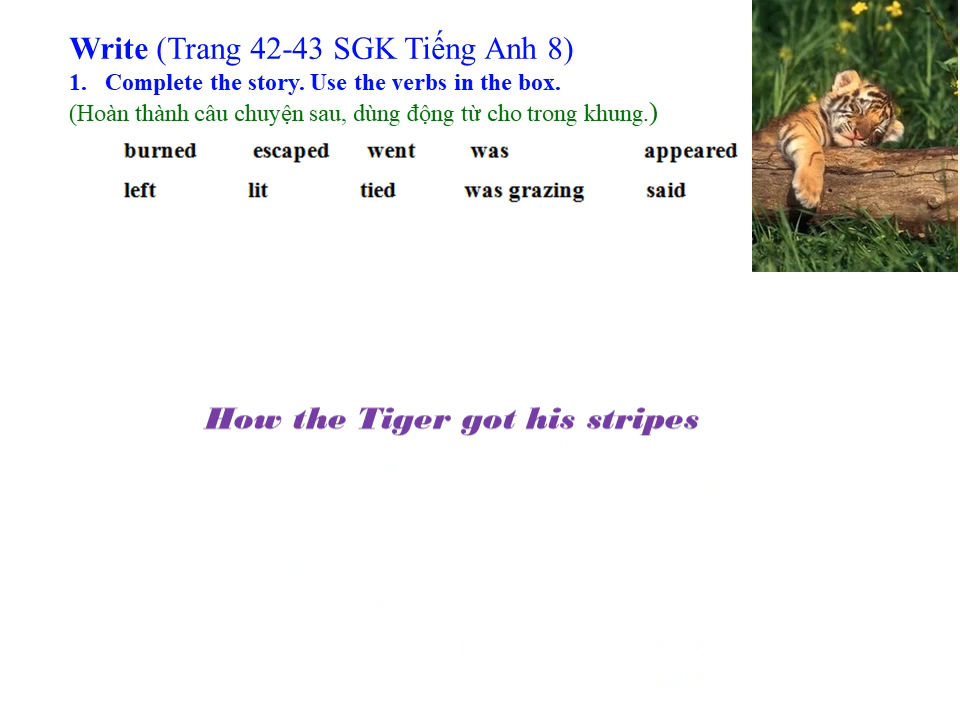 Write (Trang 42-43 SGK Tiếng Anh 8)
1. Complete the story. Use the verbs in the box.
(Hoàn thành câu chuyện sau, dùng động từ cho trong khung.)
burned escaped went was appeared
left lit tied was grazing said
How the Tiger got his stripes